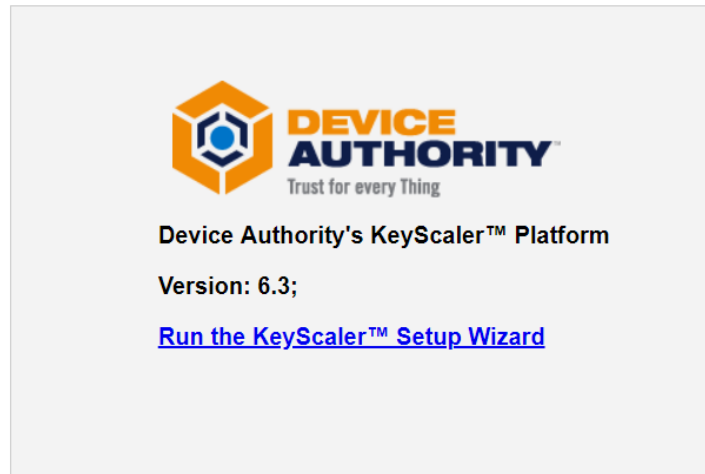 DEVICE
AUTHORITY™
Trust for every Thing
Device Authority's KeyScaler™ Platform
Version: 6.3;
Run the KeyScaler™ Setup Wizard